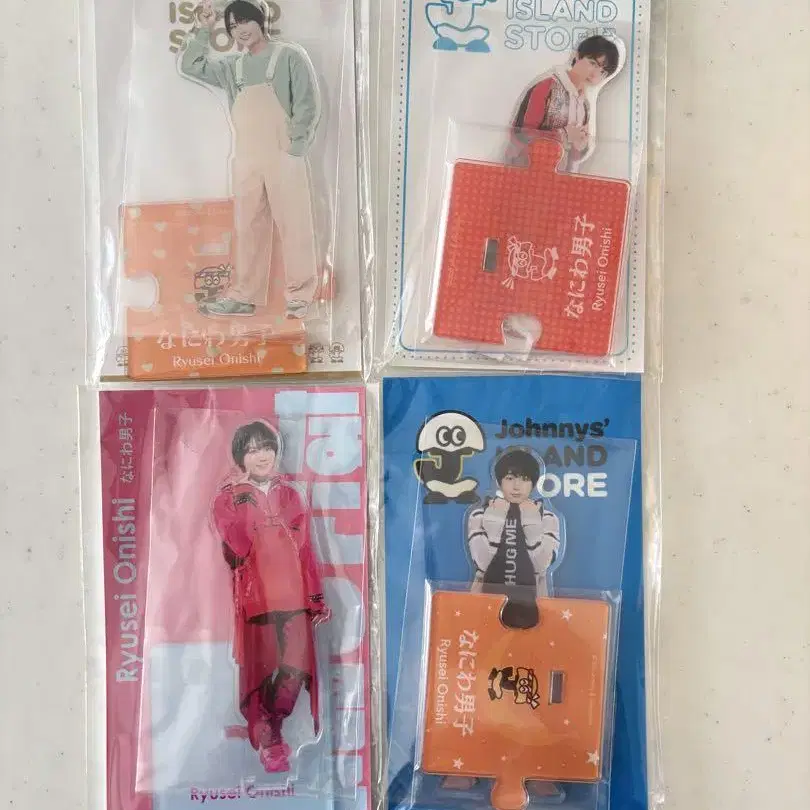 ISLAND
STORE
なにわ男子
Ryusei Onishi
ISLAND
STORE
なにわ男子
Ryusei Onishi
Ryusei Onishi なにわ男子
Ryusei Onishi
Johnnys'
ISLAND
STORE
HUG ME
なにわ男子
Ryusei Onishi